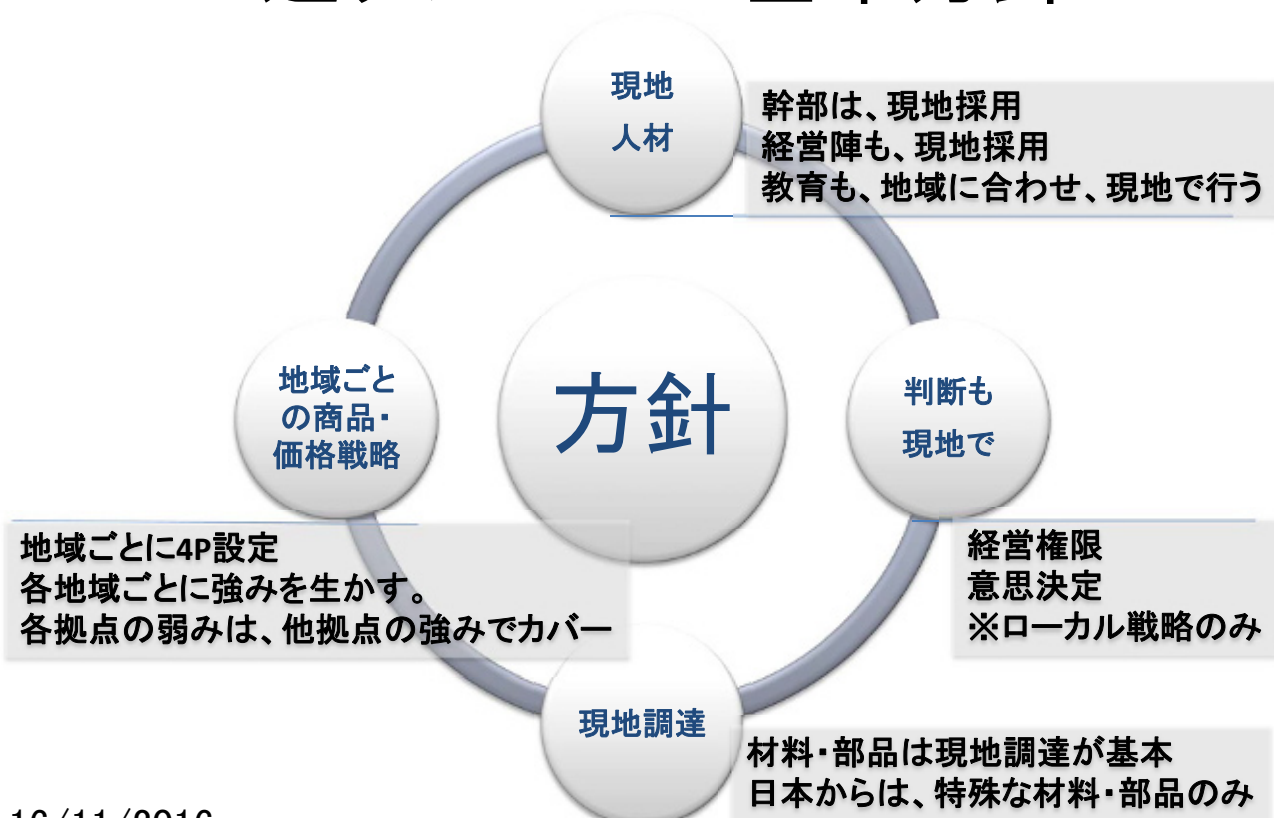 現地
人材
幹部は、現地採用
経営陣も、現地採用
教育も、地域に合わせ、現地で行う
地域ごと
の商品・
価格戦略
方針
判断も
現地で
地域ごとに4P設定
各地域ごとに強みを生かす。
各拠点の弱みは、他拠点の強みでカバー
経営権限
意思決定
※ローカル戦略のみ
現地調達
材料・部品は現地調達が基本
日本からは、特殊な材料・部品のみ